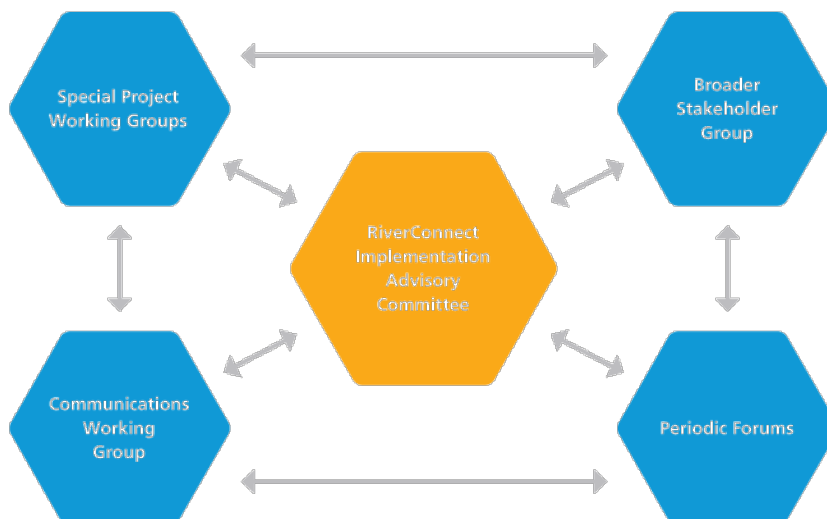 Special Project
Working Groups
Broader
Stakeholder
Group
RiverConnect
Implementation
Advisory
Committee
Communications
Working
Group
Periodic Forums